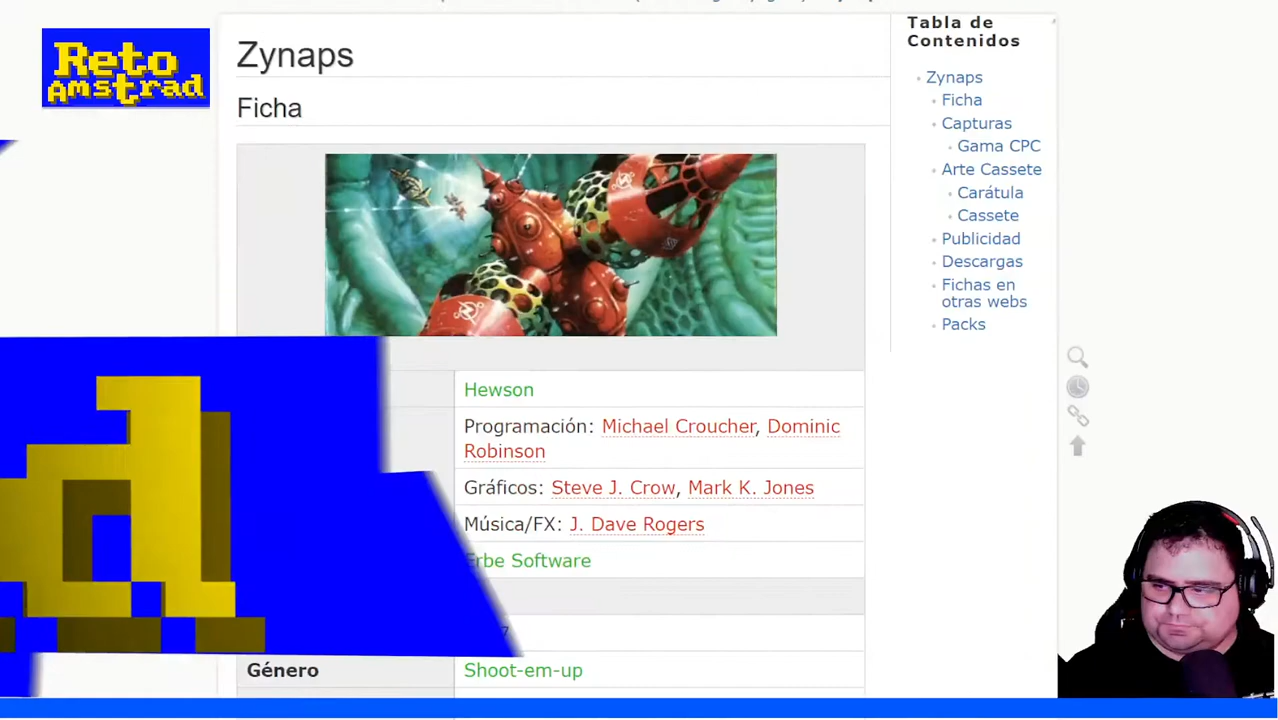 Reto
Amstrad
Zynaps
Ficha
Hewson
Programación: Michael Croucher, Dominic
Robinson
Gráficos: Steve J. Crow, Mark K. Jones
Música/FX: J. Dave Rogers
Erbe Software
7
Género
Shoot-em-up
Tabla de
Contenidos
Zynaps
Ficha
Capturas
Gama CPC
Arte Cassete
Carátula
Cassete
Publicidad
Descargas
Fichas en
otras webs
Packs